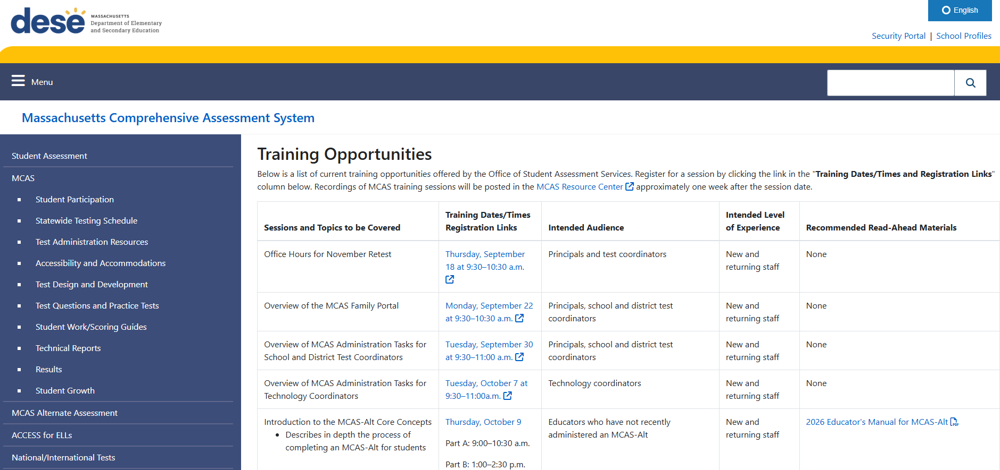 dese
MASSACHUSETTS
Department of Elementary
and Secondary Education
English
Security Portal | School Profiles
Menu
Massachusetts Comprehensive Assessment System
Student Assessment
MCAS
Student Participation
Statewide Testing Schedule
Test Administration Resources
Accessibility and Accommodations
Test Design and Development
Test Questions and Practice Tests
Student Work/Scoring Guides
Technical Reports
Results
Student Growth
MCAS Alternate Assessment
ACCESS for ELLs
National/International Tests
Training Opportunities
Below is a list of current training opportunities offered by the Office of Student Assessment Services. Register for a session by clicking the link in the "Training Dates/Times and Registration Links"
column below. Recordings of MCAS training sessions will be posted in the MCAS Resource Center approximately one week after the session date.
Sessions and Topics to be Covered
Training Dates/Times
Registration Links
Intended Audience
Intended Level
of Experience
Recommended Read-Ahead Materials
Office Hours for November Retest
Thursday, September
18 at 9:30–10:30 a.m.
Principals and test coordinators
New and
returning staff
None
Overview of the MCAS Family Portal
Monday, September 22
at 9:30–10:30 a.m.
Principals, school and district test
coordinators
New and
returning staff
None
Overview of MCAS Administration Tasks for
School and District Test Coordinators
Tuesday, September 30
at 9:30–11:00 a.m.
Principals, school and district test
coordinators
New and
returning staff
None
Overview of MCAS Administration Tasks for
Technology Coordinators
Tuesday, October 7 at
9:30–11:00a.m.
Technology coordinators
New and
returning staff
None
Introduction to the MCAS-Alt Core Concepts
• Describes in depth the process of
completing an MCAS-Alt for students
Thursday, October 9
Part A: 9:00–10:30 a.m.
Part B: 1:00–2:30 p.m.
Educators who have not recently
administered an MCAS-Alt
New and
returning staff
2026 Educator's Manual for MCAS-Alt
PDF